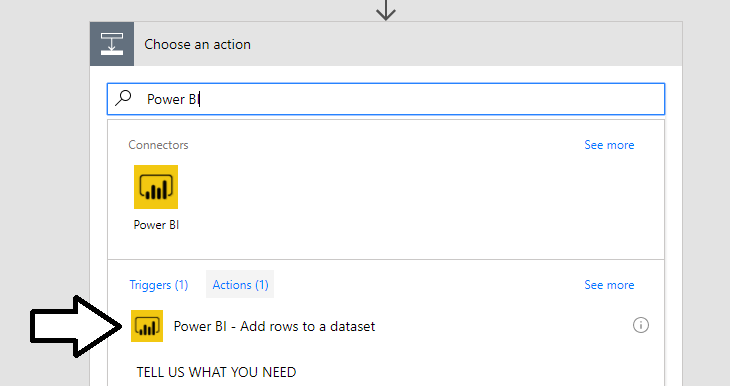 Choose an action
Power BI
Connectors
See more
Power BI
Triggers (1) Actions (1) See more
Power BI - Add rows to a dataset
TELL US WHAT YOU NEED